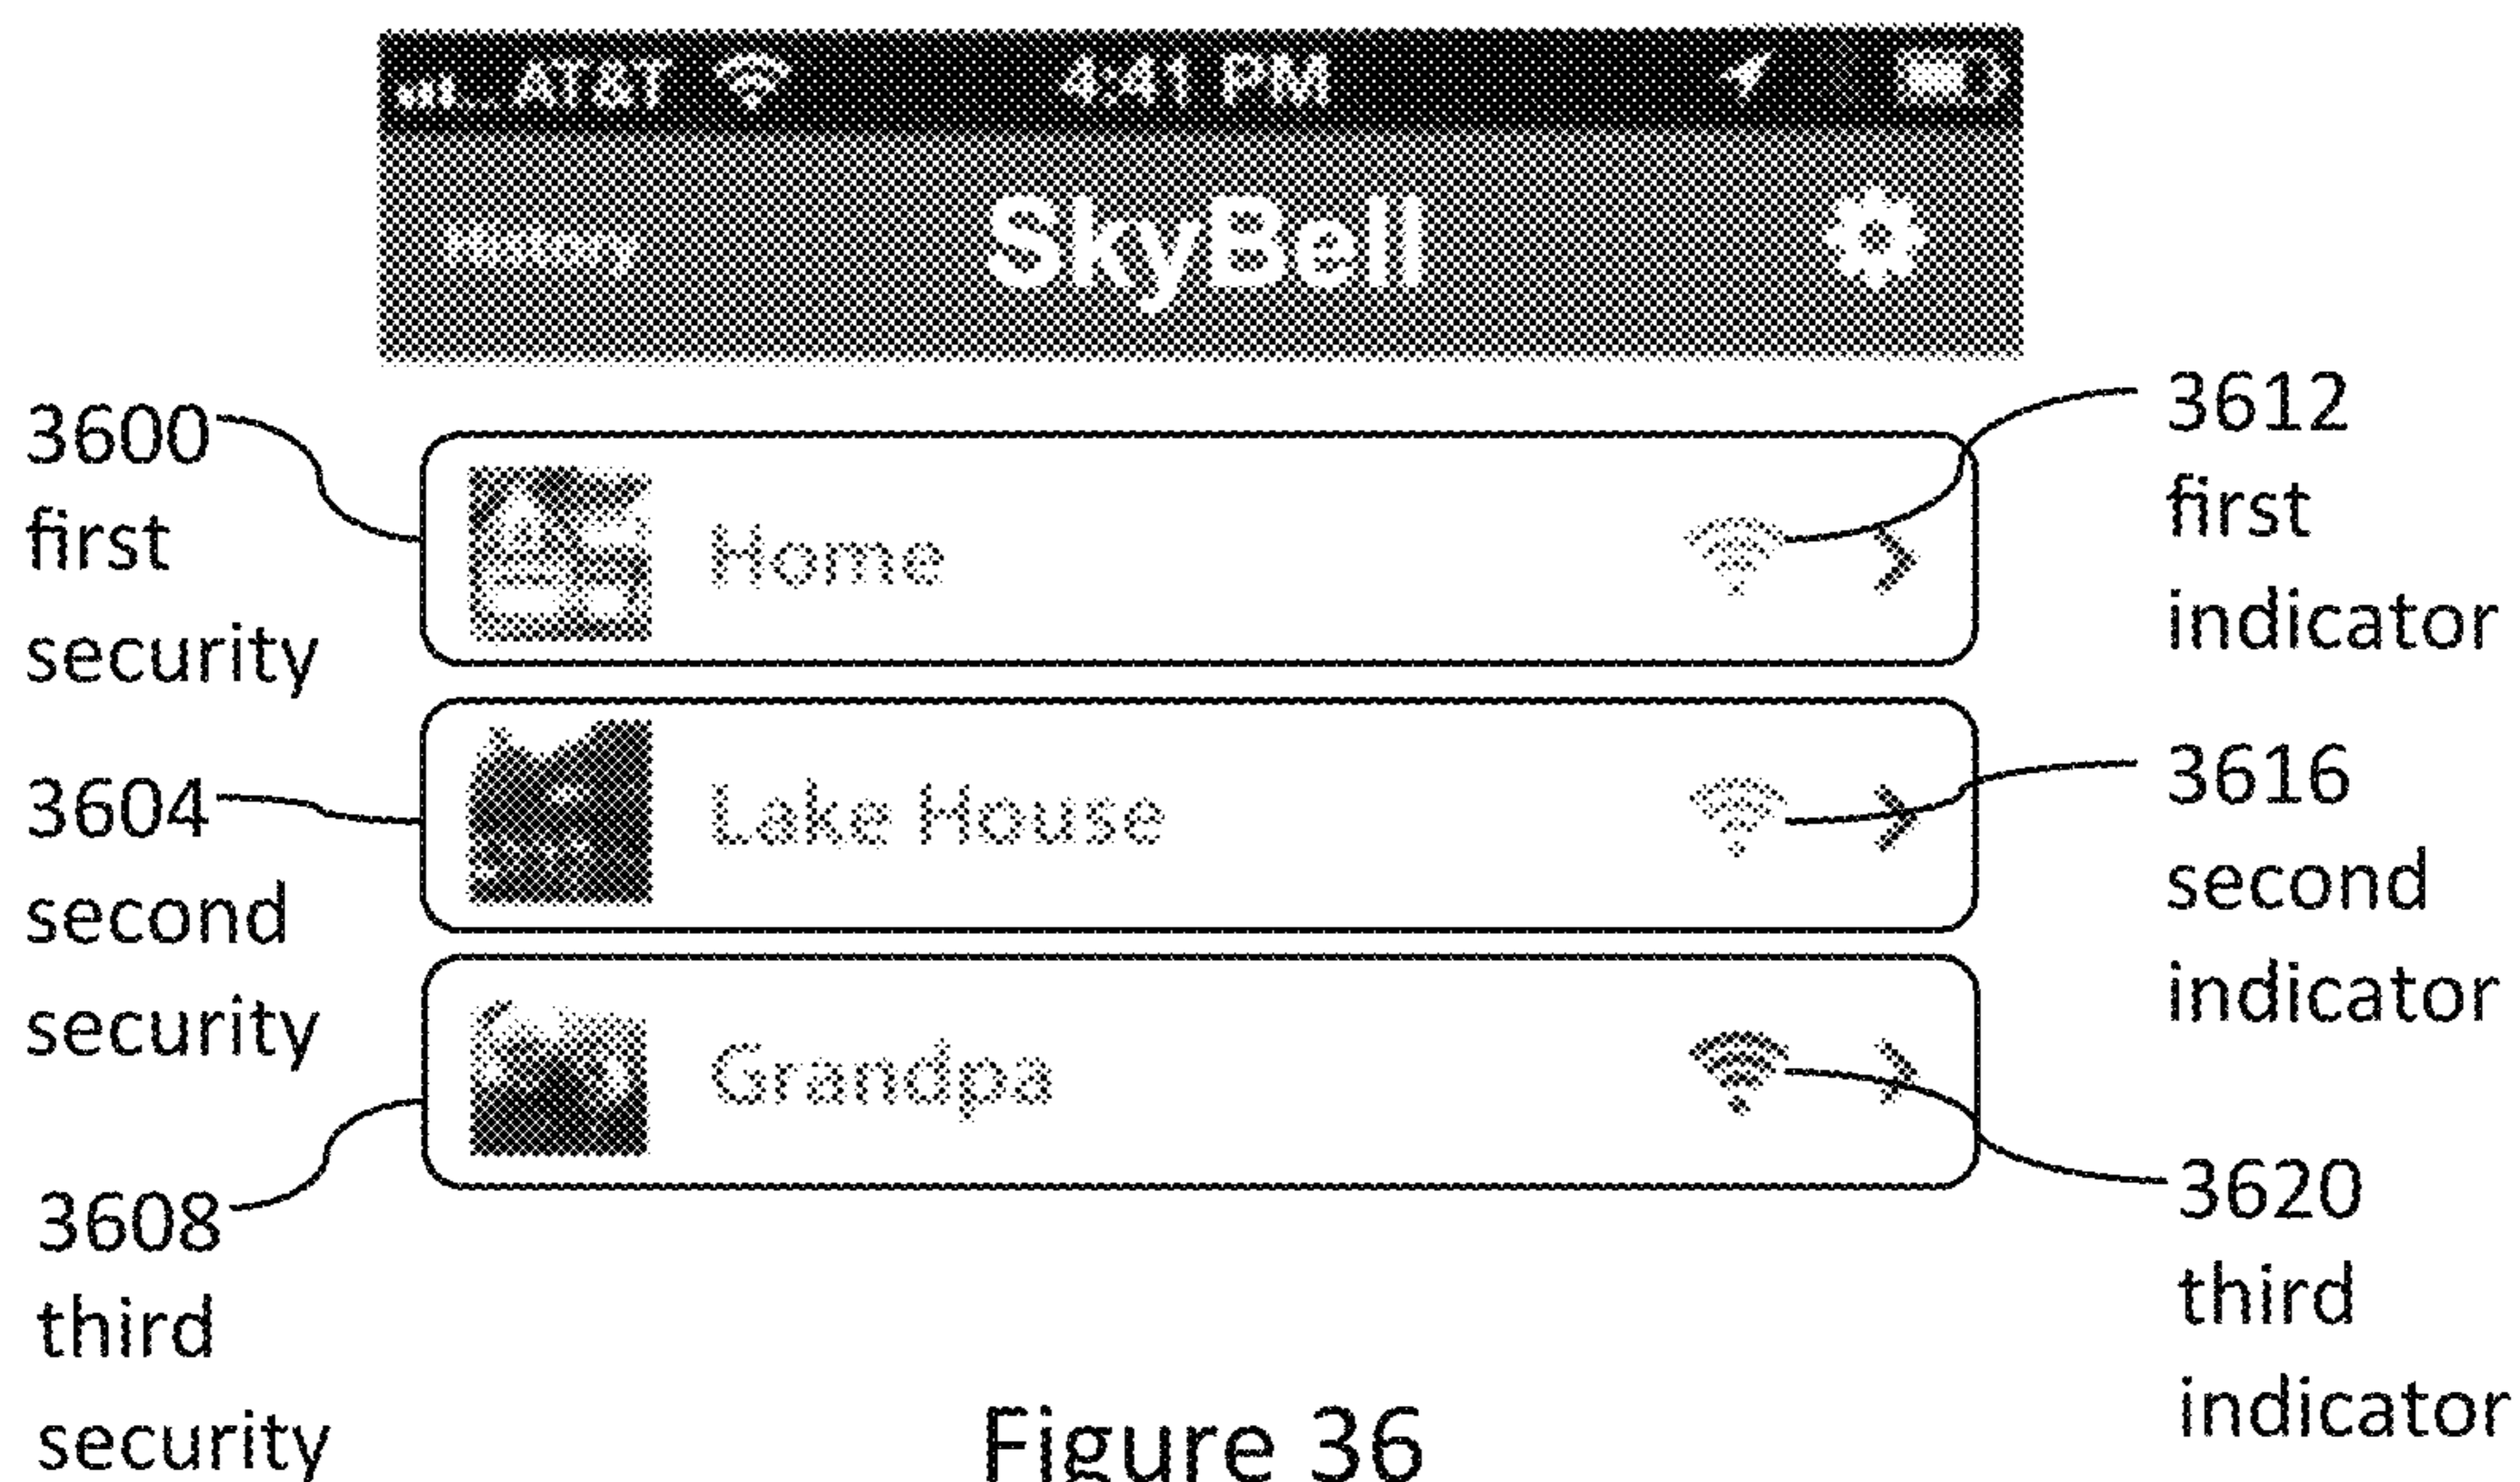 AT&T 4:41 PM
History SkyBell
3600
first
security
Home
3612
first
indicator
3604
second
security
Lake House
3616
second
indicator
3608
third
security
Grandpa
3620
third
indicator
Figure 36